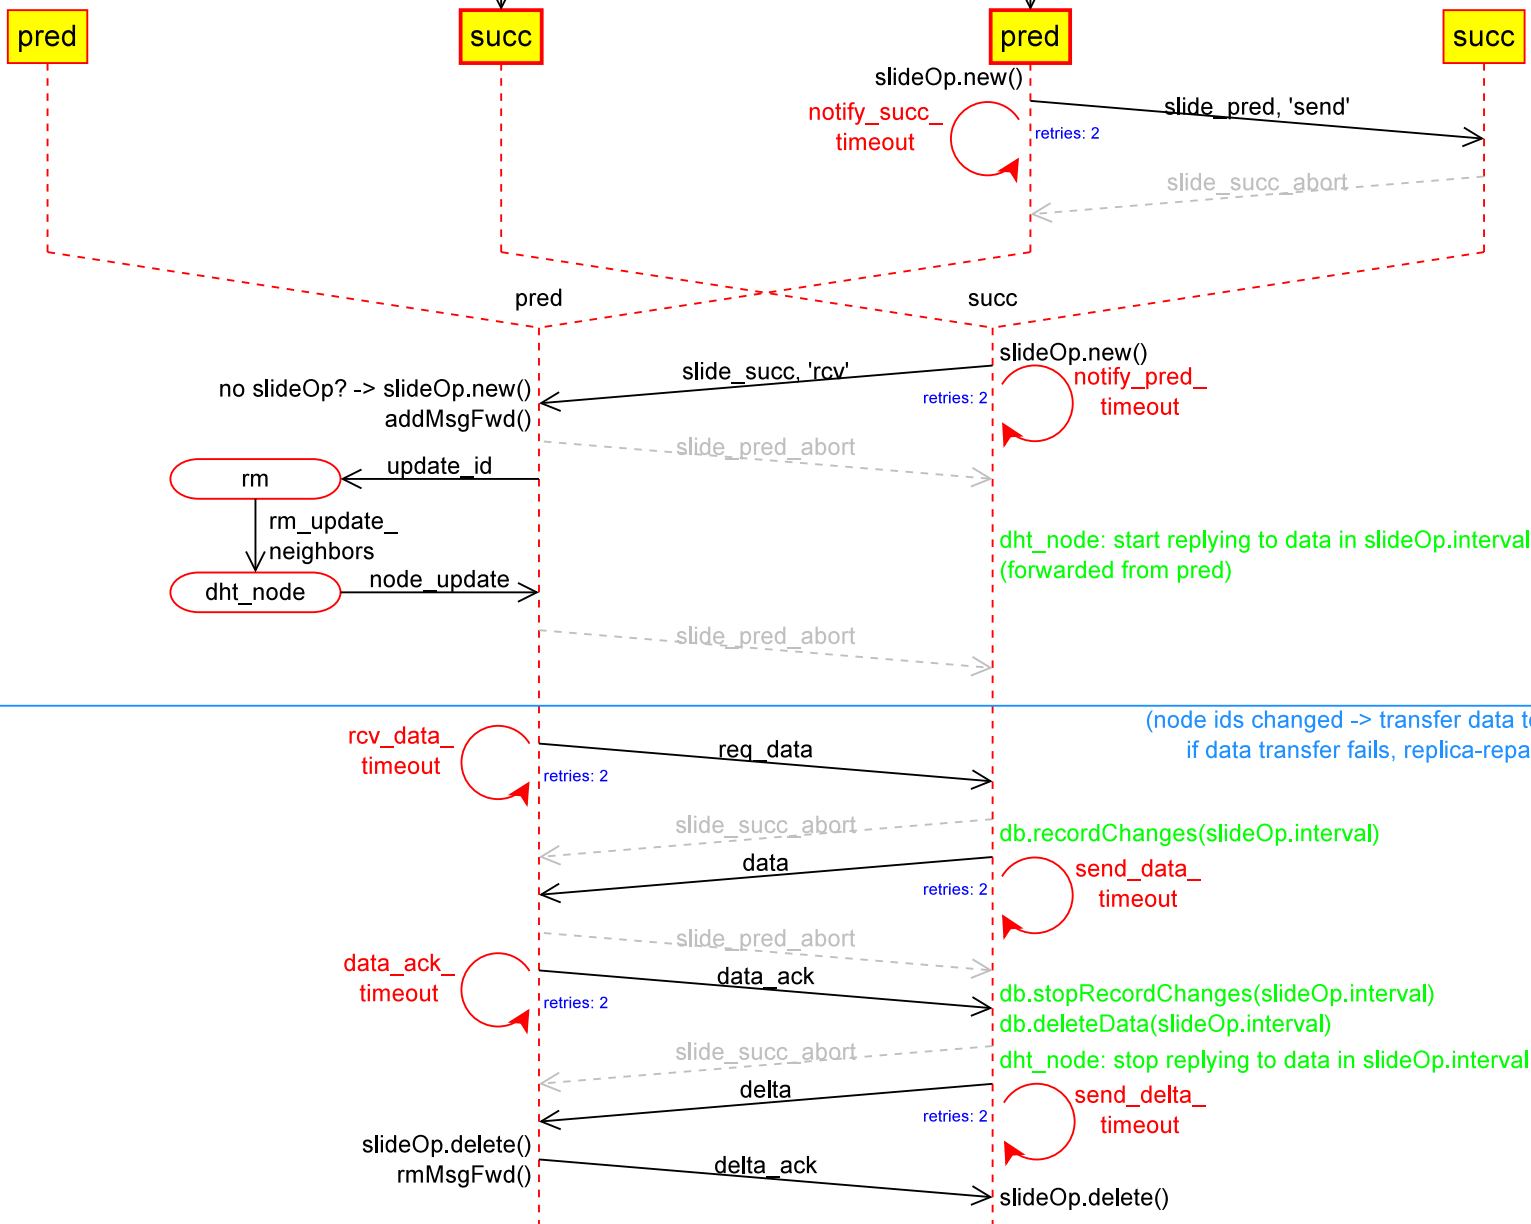 pred
succ
pred
succ
slideOp.new()
notify_succ_
timeout
retries: 2
slide_pred, 'send'
slide_succ_abort
pred
succ
slideOp.new()
slide_succ, 'rcv'
notify_pred_
timeout
retries: 2
no slideOp? -> slideOp.new()
addMsgFwd()
slide_pred_abort
update_id
rm
rm_update_
neighbors
dht_node: start replying to data in slideOp.interval
(forwarded from pred)
node_update
dht_node
slide_pred_abort
(node ids changed -> transfer data t
if data transfer fails, replica-repa
rcv_data_
timeout
retries: 2
req_data
slide_succ_abort
db.recordChanges(slideOp.interval)
data
send_data_
timeout
retries: 2
slide_pred_abort
data_ack_
timeout
retries: 2
data_ack
db.stopRecordChanges(slideOp.interval)
db.deleteData(slideOp.interval)
slide_succ_abort
dht_node: stop replying to data in slideOp.interval
delta
send_delta_
timeout
retries: 2
slideOp.delete()
rmMsgFwd()
delta_ack
slideOp.delete()